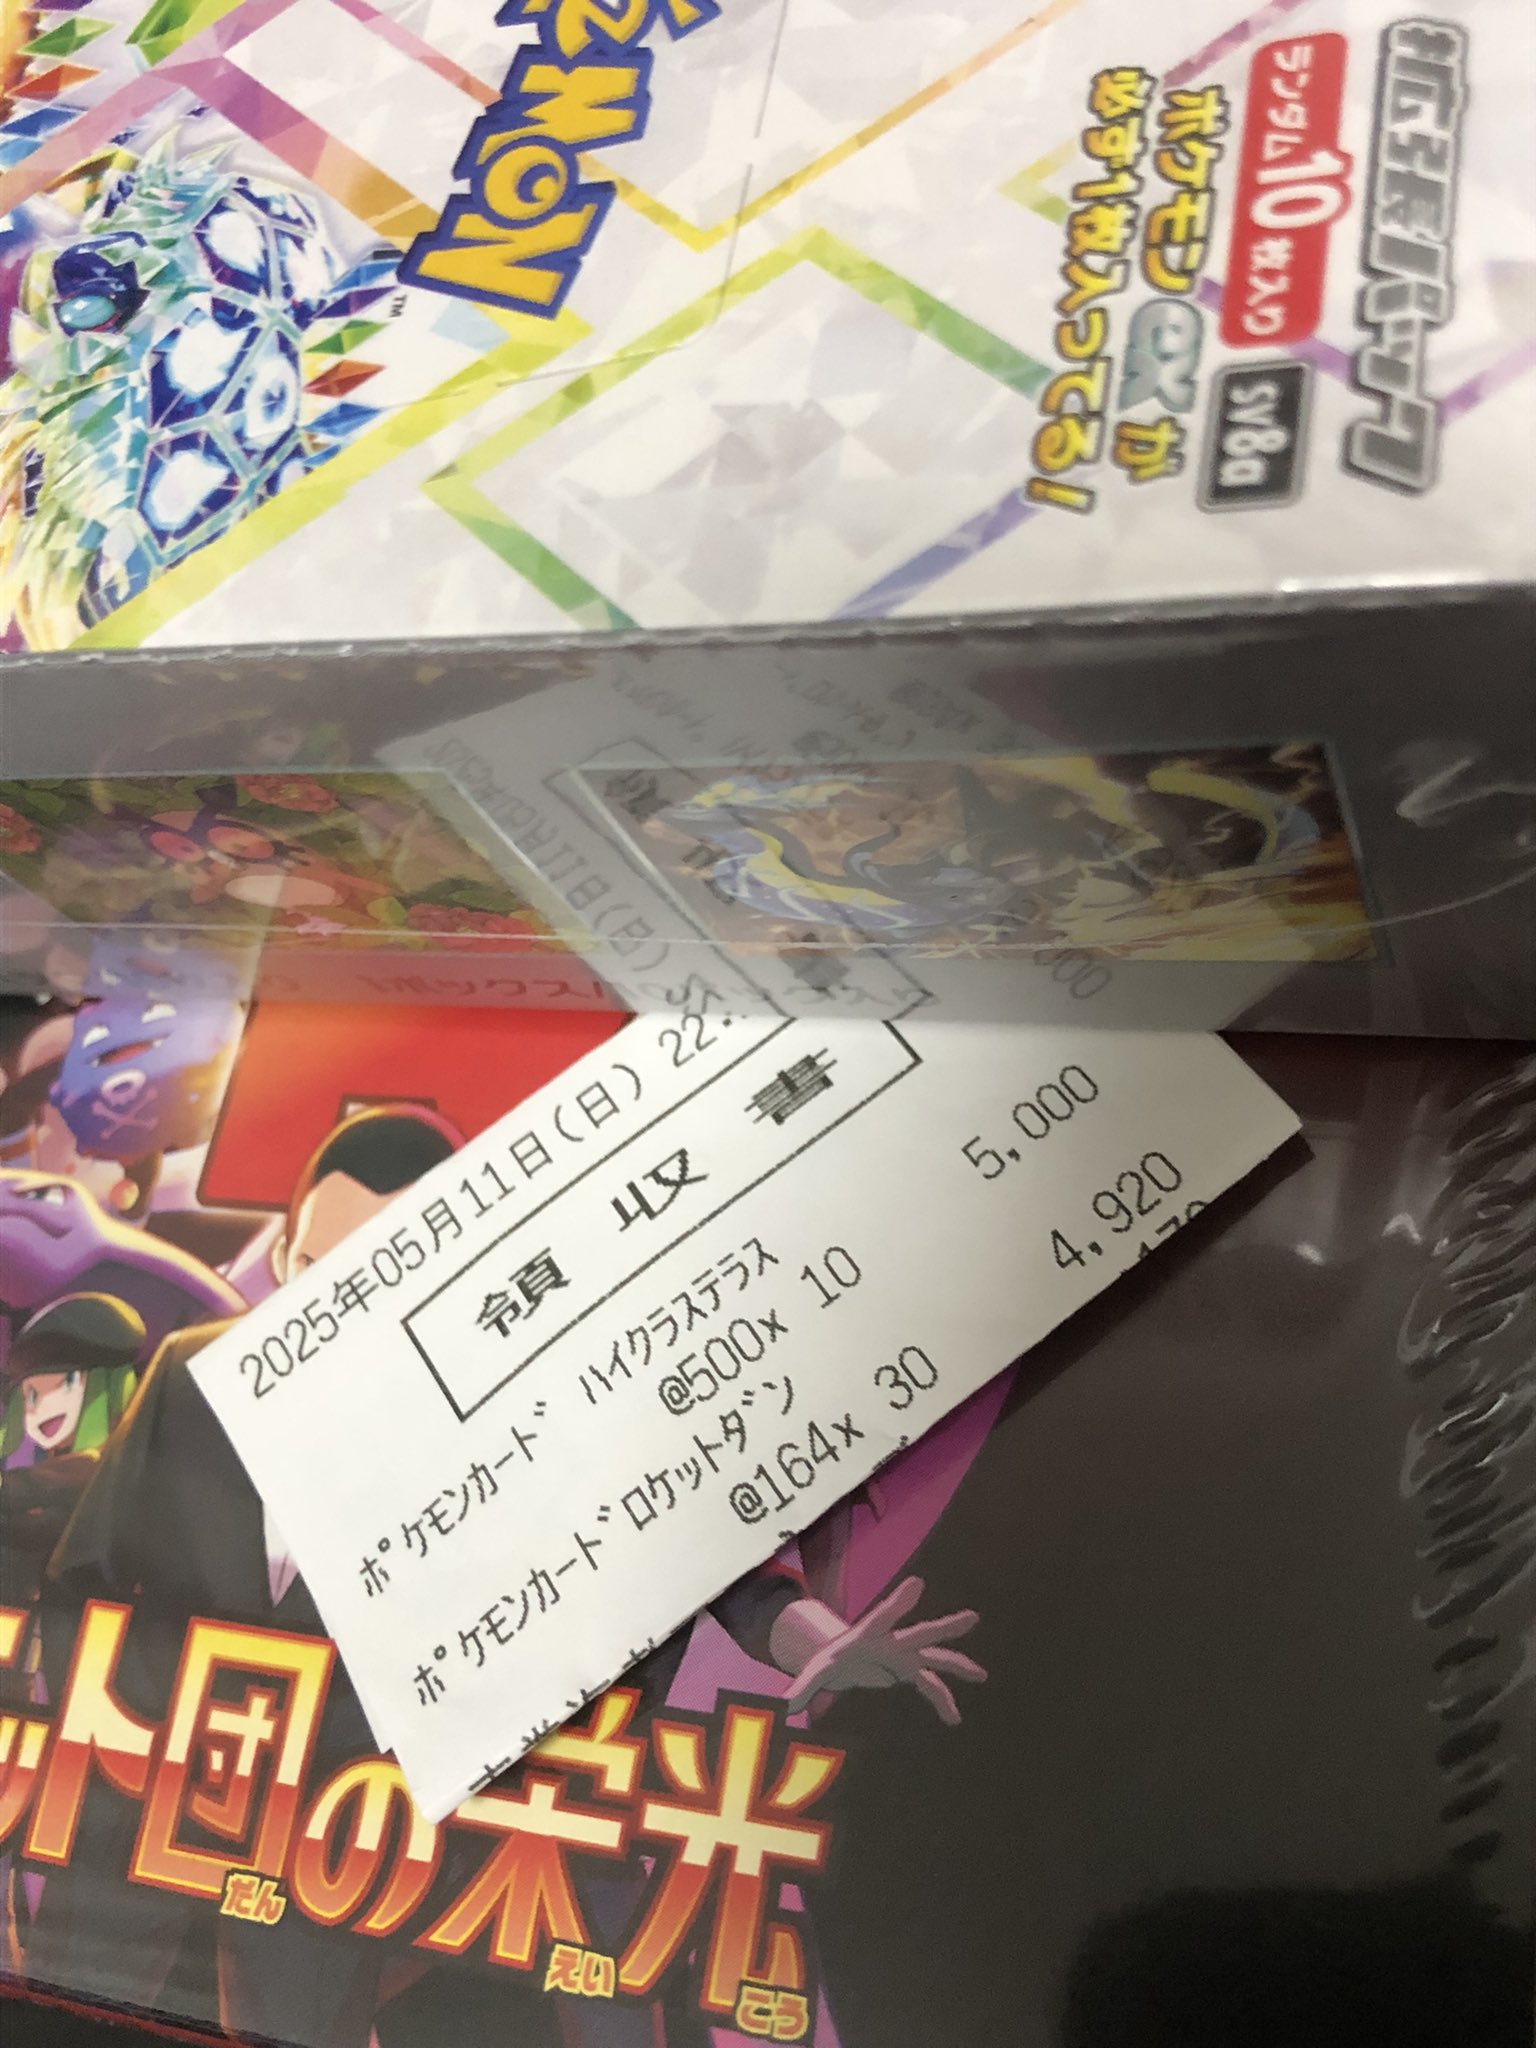 拡張パック
ランダム10枚入り
sv8a
ポケモンexが
必ず1枚入ってる!
™
2025年05月11日(日) 22:
領 収 書
ポケモンカード ハイクラステラス
@500x 10
5,000
ポケモンカードロケットダン
@164x 30
4,920
ット団の栄光
だん
えい
こう